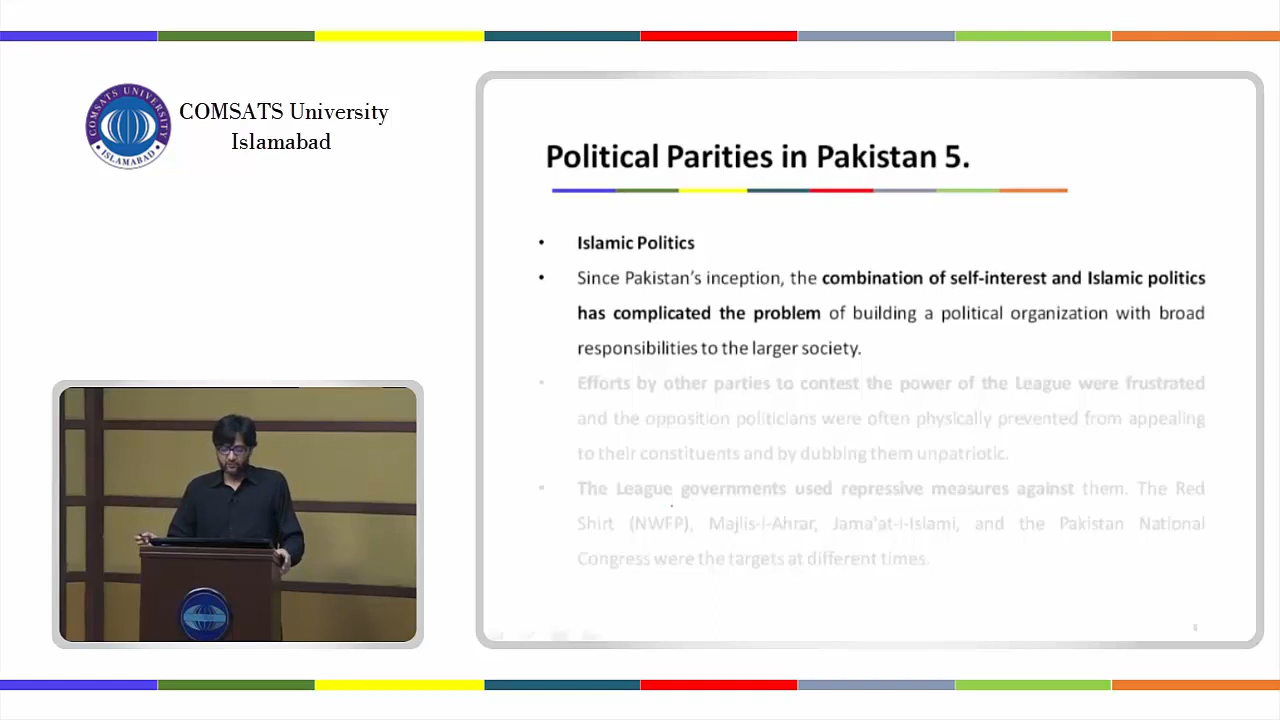 COMSATS UNIVERSITY
ISLAMABAD
COMSATS University
Islamabad
Political Parities in Pakistan 5.
• Islamic Politics
• Since Pakistan's inception, the combination of self-interest and Islamic politics
has complicated the problem of building a political organization with broad
responsibilities to the larger society.
• Efforts by other parties to contest the power of the League were frustrated
and the opposition politicians were often physically prevented from appealing
to their constituents and by dubbing them unpatriotic.
• The League governments used repressive measures against them. The Red
Shirt (NWFP), Majlis-i-Ahrar, Jama'at-i-Islami, and the Pakistan National
Congress were the targets at different times.